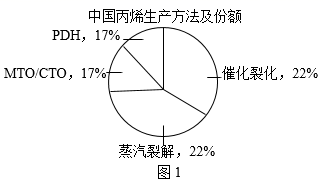 中国丙烯生产方法及份额
PDH，17%
MTO/CTO，17%
催化裂化，22%
蒸汽裂解，22%
图1